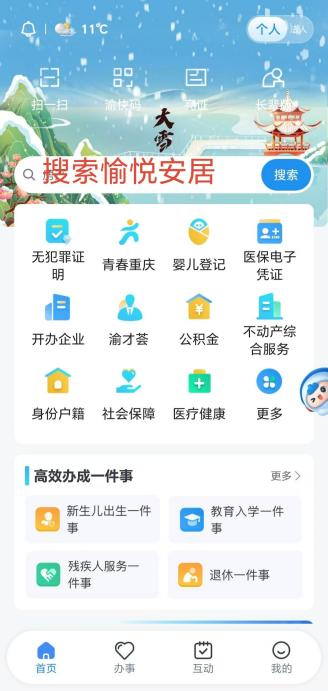 11℃
个人
法人
扫一扫
渝快码
亮证
长辈版
大雪
搜索愉悦安居
搜索
无犯罪证
明
青春重庆
婴儿登记
医保电子
凭证
开办企业
渝才荟
公积金
不动产综
合服务
身份户籍
社会保障
医疗健康
更多
高效办成一件事
更多
新生儿出生一件
事
教育入学一件
事
残疾人服务一
件事
退休一件事
首页
办事
互动
我的